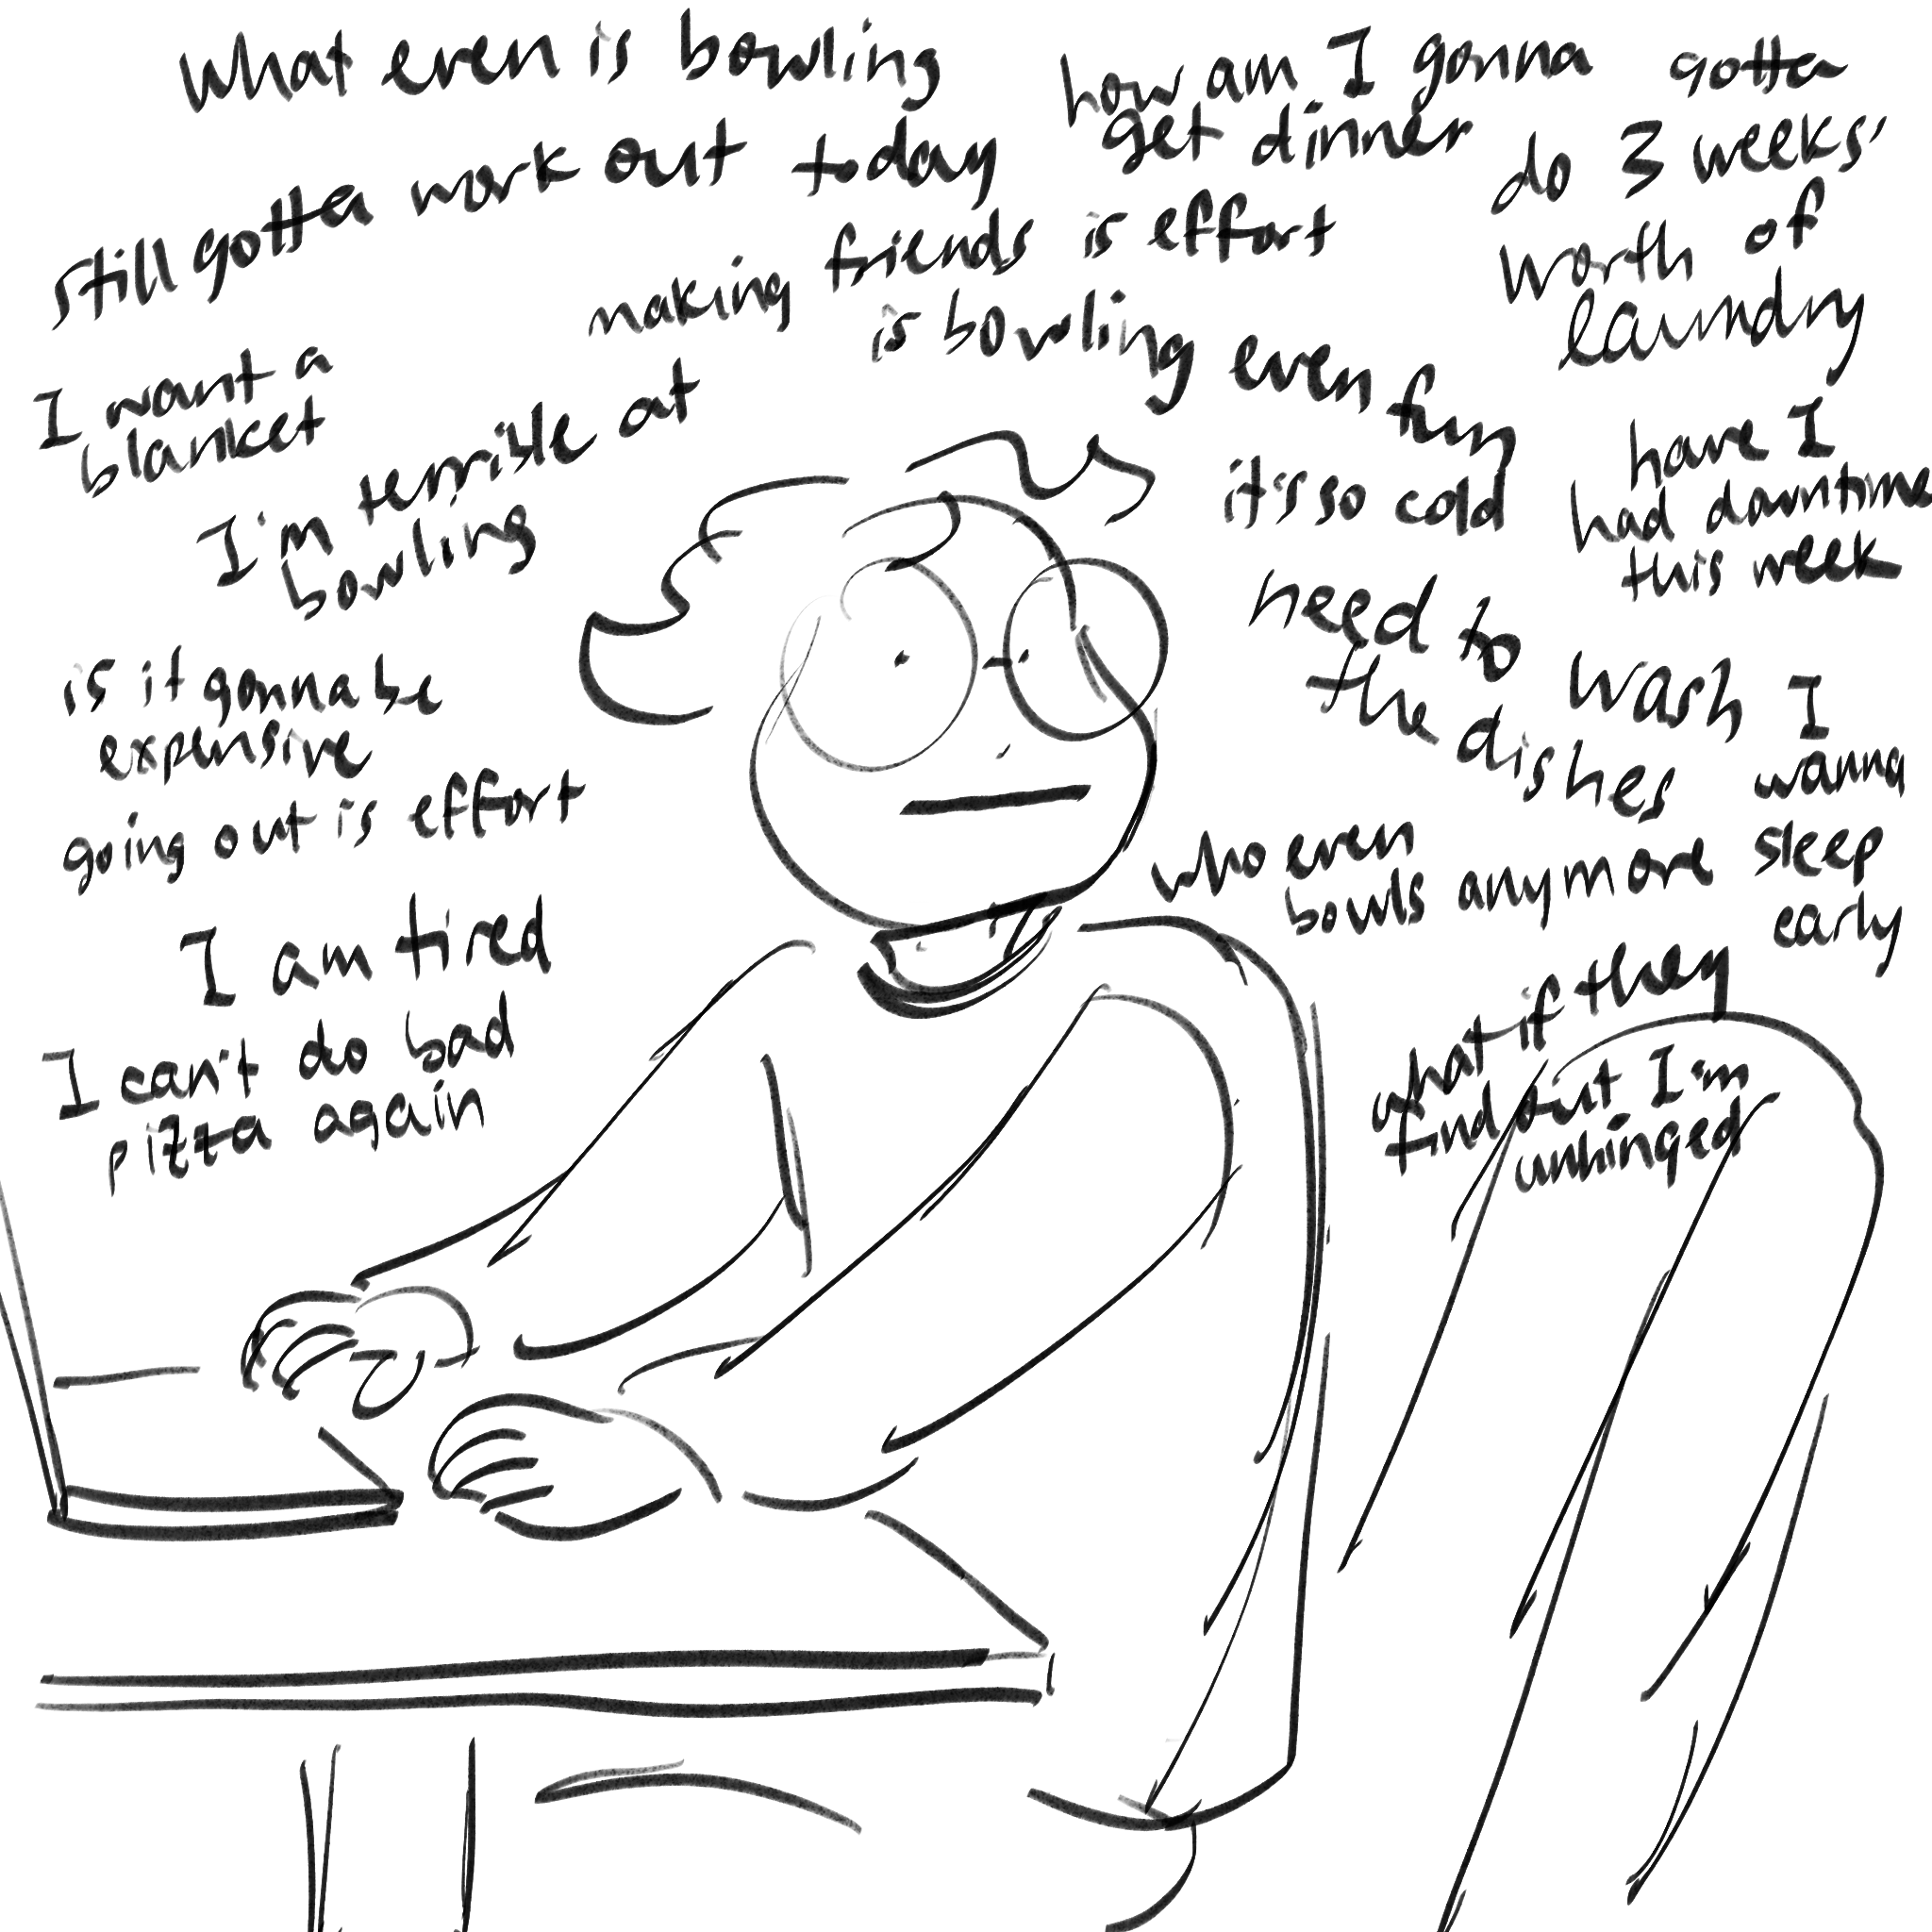 What even is bowling
how am I gonna
get dinner
gotta
do 3 weeks'
worth of
laundry
still gotta work out today
making friends is effort
is bowling even fun
I want a
blanket
I'm terrible at
bowling
it's so cold
have I
had downtime
this week
need to wash
the dishes
is it gonna be
expensive
I
wanna
sleep
early
going out is effort
who even
bowls anymore
I am tired
what if they
find out I'm
unhinged
I can't do bad
pizza again